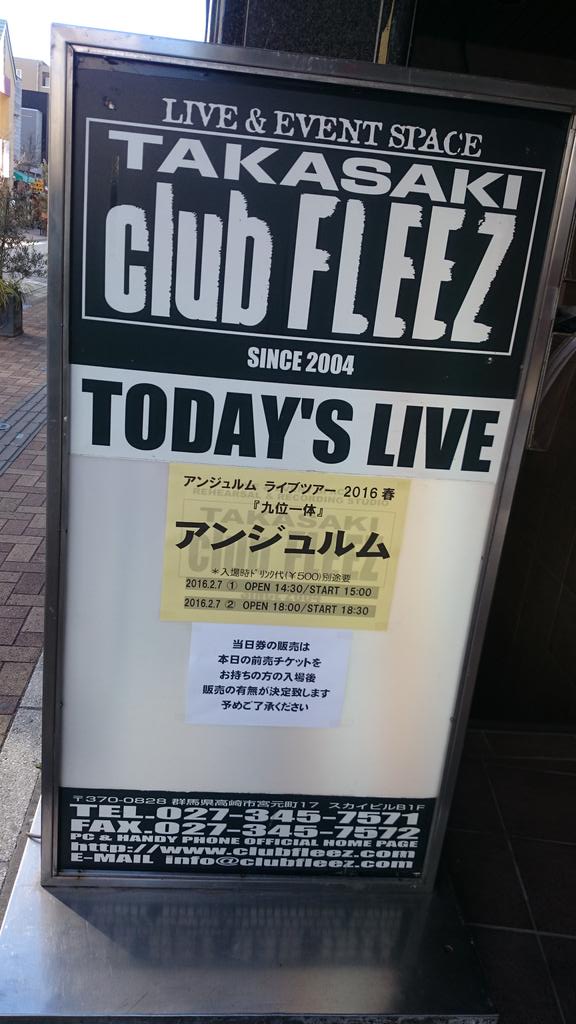 LIVE & EVENT SPACE
TAKASAKI
club FLEEZ
SINCE 2004
TODAY'S LIVE
アンジュルム ライブツアー 2016 春
REHEARSAL & RECORDING STUDIO
『九位一体』
TAKASAKI
アンジュルム
＊入場時ドリンク代(¥500)別途要
2016.2.7 ① OPEN 14:30/START 15:00
2016.2.7 ② OPEN 18:00/START 18:30
当日券の販売は
本日の前売チケットを
お持ちの方の入場後
販売の有無が決定致します
予めご了承ください
〒370-0828 群馬県高崎市宮元町17 スカイビルB1F
TEL.027-345-7571
FAX.027-345-7572
PC & HANDY PHONE OFFICIAL HOME PAGE
http://www.clubfleez.com
E-MAIL info@clubfleez.com